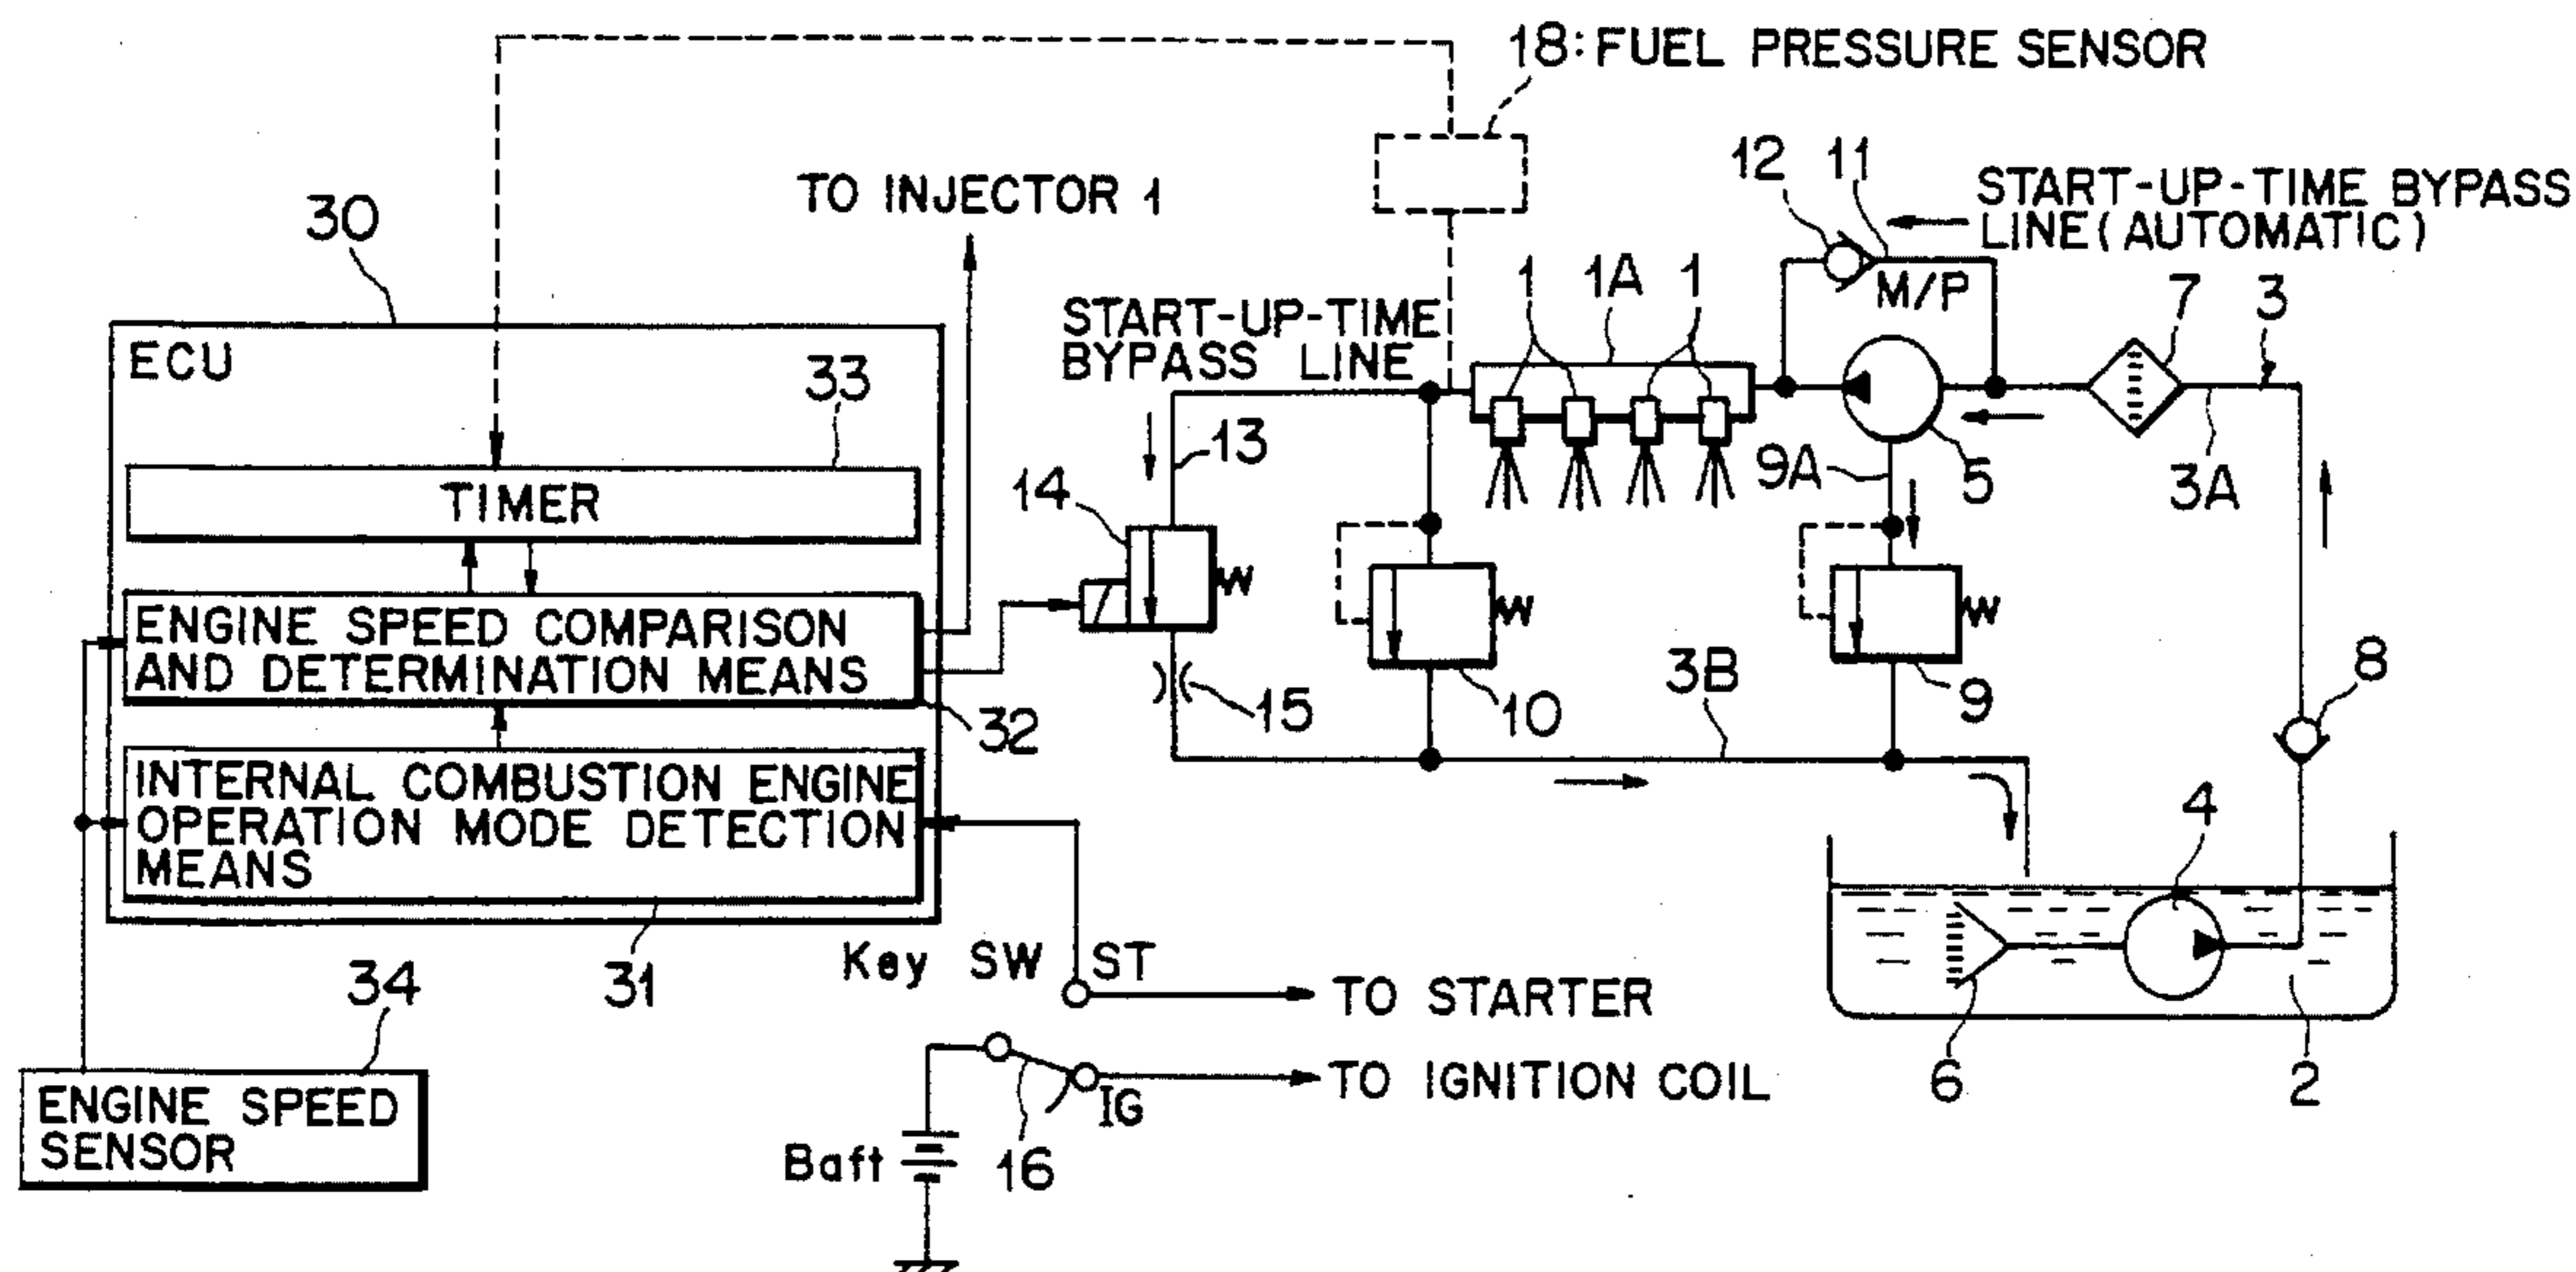 18: FUEL PRESSURE SENSOR
12
11
START-UP-TIME BYPASS
LINE(AUTOMATIC)
TO INJECTOR 1
30
1
1A
1
M/P
7
3
START-UP-TIME
BYPASS LINE
ECU
33
13
9A
5
3A
14
TIMER
ENGINE SPEED COMPARISON
AND DETERMINATION MEANS
W
W
W
15
10
3B
9
8
32
INTERNAL COMBUSTION ENGINE
OPERATION MODE DETECTION
MEANS
4
Key SW
ST
34
31
TO STARTER
6
2
TO IGNITION COIL
IG
ENGINE SPEED
SENSOR
Baft
16